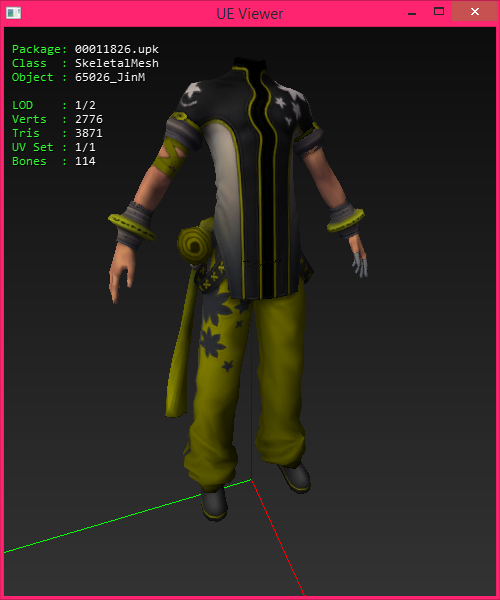 UE Viewer
Package: 00011826.upk
Class : SkeletalMesh
Object : 65026_JinM
LOD : 1/2
Verts : 2776
Tris : 3871
UV Set : 1/1
Bones : 114